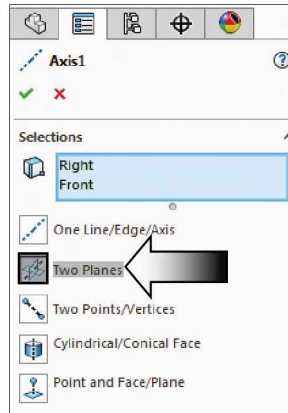 Axis1
Selections
Right
Front
One Line/Edge/Axis
Two Planes
Two Points/Vertices
Cylindrical/Conical Face
Point and Face/Plane